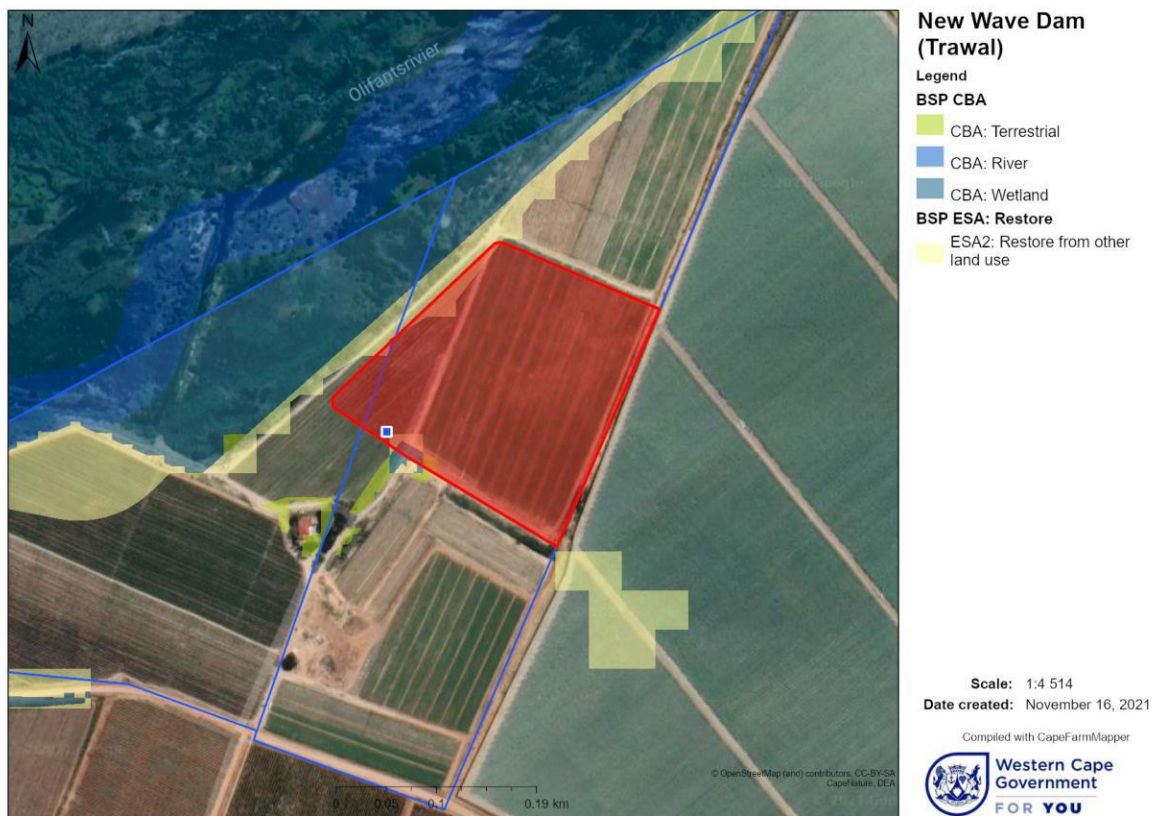 N
Olifantsrivier
New Wave Dam
(Trawal)
Legend
BSP CBA
CBA: Terrestrial
CBA: River
CBA: Wetland
BSP ESA: Restore
ESA2: Restore from other
land use
Scale: 1:4 514
Date created: November 16, 2021
Compiled with CapeFarmMapper
Western Cape
Government
FOR YOU
© OpenStreetMap (and) contributors, CC-BY-SA
CapeNature, DEA
0 0.05 0.1 0.19 km